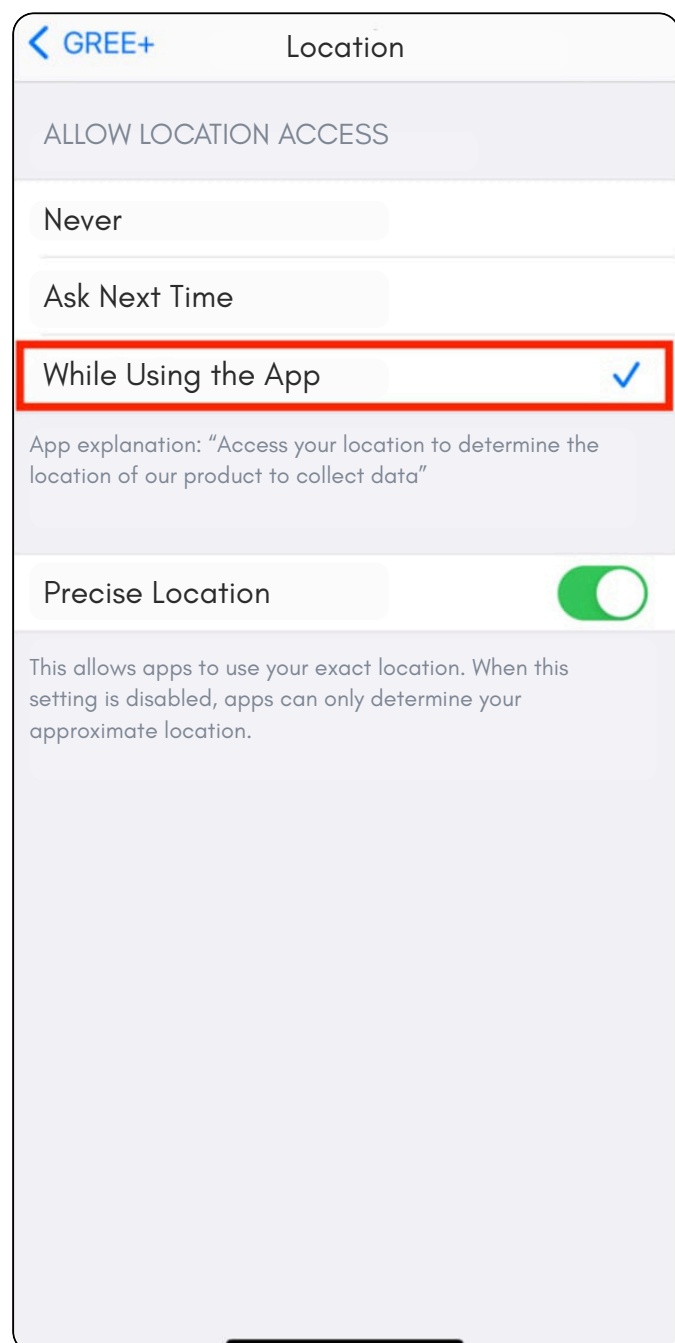 GREE+
Location
ALLOW LOCATION ACCESS
Never
Ask Next Time
While Using the App
App explanation: “Access your location to determine the
location of our product to collect data”
Precise Location
This allows apps to use your exact location. When this
setting is disabled, apps can only determine your
approximate location.